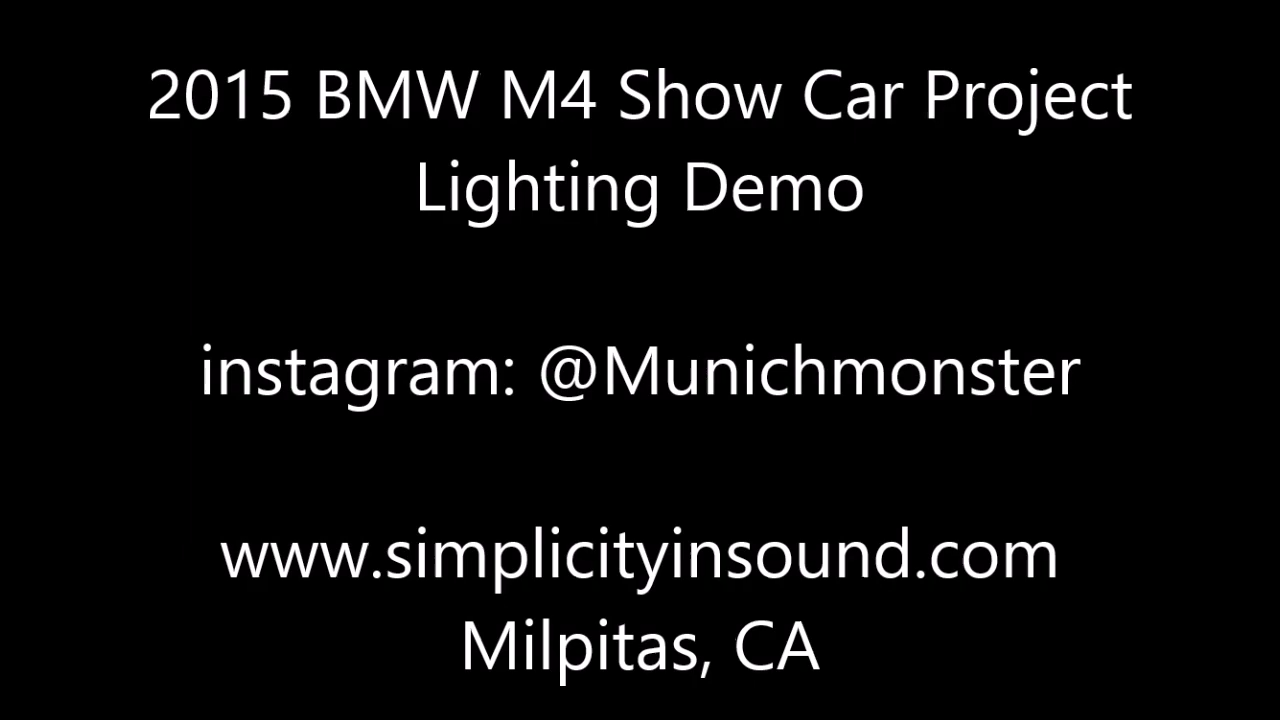 2015 BMW M4 Show Car Project
Lighting Demo
instagram: @Munichmonster
www.simplicityinsound.com
Milpitas, CA